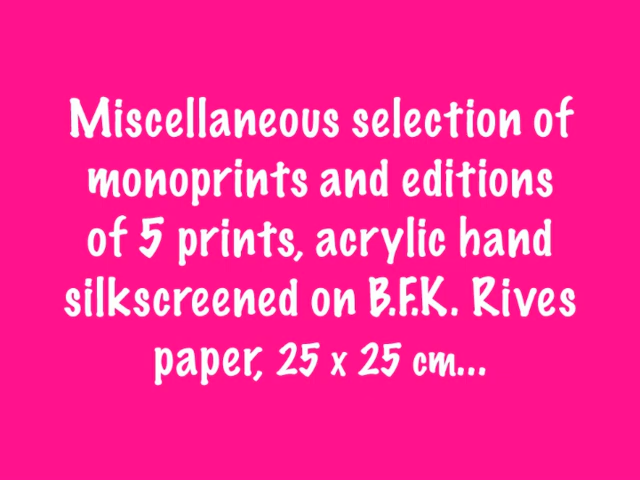 Miscellaneous selection of
monoprints and editions
of 5 prints, acrylic hand
silkscreened on B.F.K. Rives
paper, 25 x 25 cm...